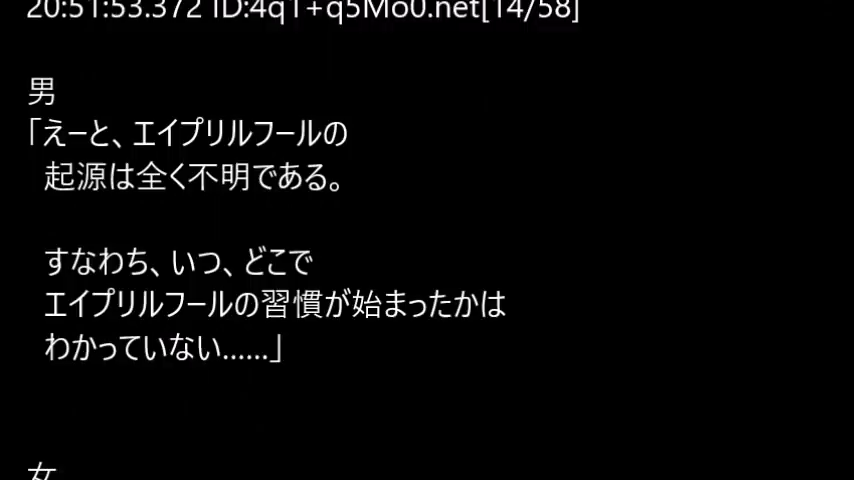 20:51:53.372 ID:4q1+q5Mo0.net[14/58]
男
「えーと、エイプリルフールの
起源は全く不明である。
すなわち、いつ、どこで
エイプリルフールの習慣が始まったかは
わかっていない……」
女